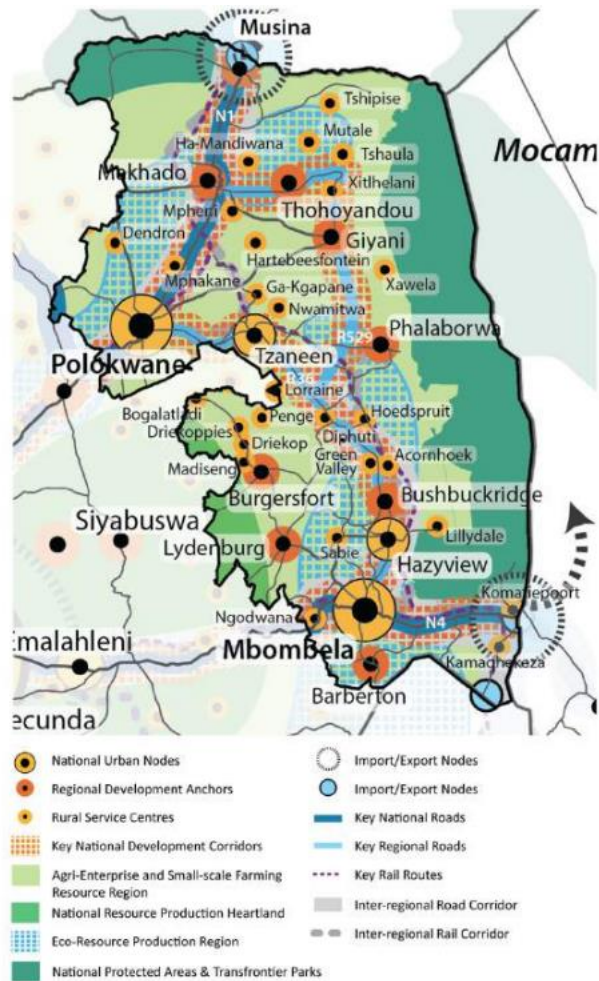 Musina
Tshipise
N1
Mutale
Ha-Mandiwana
Tshaula
Mocam
Makhado
Xitlhelani
Mpheni
Thohoyandou
Dendron
Giyani
Hartebeesfontein
Mphakane
Xawela
Ga-Kgapane
Nwamitwa
R529
Phalaborwa
Polokwane
Tzaneen
R36
Lorraine
Bogalatladi
Penge
Hoedspruit
Driekoppies
Diphuti
Driekop
Green
Valley
Acornhoek
Madiseng
Burgersfort
Bushbuckridge
Siyabuswa
Lydenburg
Sabie
Lillydale
Hazyview
Komatiepoort
Ngodwana
N4
Emalahleni
Mbombela
Kamaqhekeza
Barberton
ecunda
National Urban Nodes
Regional Development Anchors
Rural Service Centres
Key National Development Corridors
Agri-Enterprise and Small-scale Farming
Resource Region
National Resource Production Heartland
Eco-Resource Production Region
National Protected Areas & Transfrontier Parks
Import/Export Nodes
Import/Export Nodes
Key National Roads
Key Regional Roads
Key Rail Routes
Inter-regional Road Corridor
Inter-regional Rail Corridor